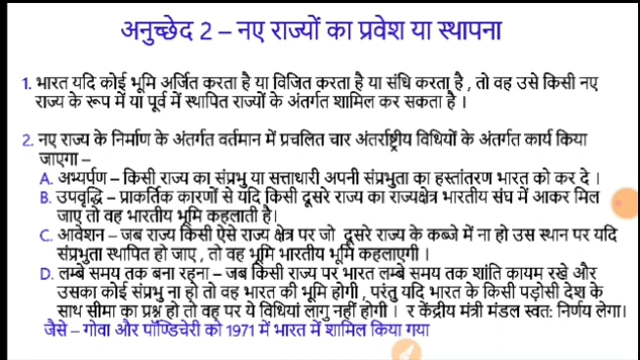 अनुच्छेद 2 – नए राज्यों का प्रवेश या स्थापना
1. भारत यदि कोई भूमि अर्जित करता है या विजित करता है या संधि करता है , तो वह उसे किसी नए
राज्य के रूप में या पूर्व में स्थापित राज्यों के अंतर्गत शामिल कर सकता है ।
2. नए राज्य के निर्माण के अंतर्गत वर्तमान में प्रचलित चार अंतर्राष्ट्रीय विधियों के अंतर्गत कार्य किया
जाएगा –
A. अभ्यर्पण – किसी राज्य का संप्रभु या सत्ताधारी अपनी संप्रभुता का हस्तांतरण भारत को कर दे ।
B. उपवृद्धि – प्राकर्तिक कारणों से यदि किसी दूसरे राज्य का राज्यक्षेत्र भारतीय संघ में आकर मिल
जाए तो वह भारतीय भूमि कहलाती है।
C. आवेशन – जब राज्य किसी ऐसे राज्य क्षेत्र पर जो दूसरे राज्य के कब्जे में ना हो उस स्थान पर यदि
संप्रभुता स्थापित हो जाए , तो वह भूमि भारतीय भूमि कहलाएगी ।
D. लम्बे समय तक बना रहना – जब किसी राज्य पर भारत लम्बे समय तक शांति कायम रखे और
उसका कोई संप्रभु ना हो तो वह भारत की भूमि होगी , परंतु यदि भारत के किसी पड़ोसी देश के
साथ सीमा का प्रश्न हो तो वह पर ये विधियां लागु नहीं होगी । र केंद्रीय मंत्री मंडल स्वत: निर्णय लेगा।
जैसे – गोवा और पॉण्डिचेरी को 1971 में भारत में शामिल किया गया